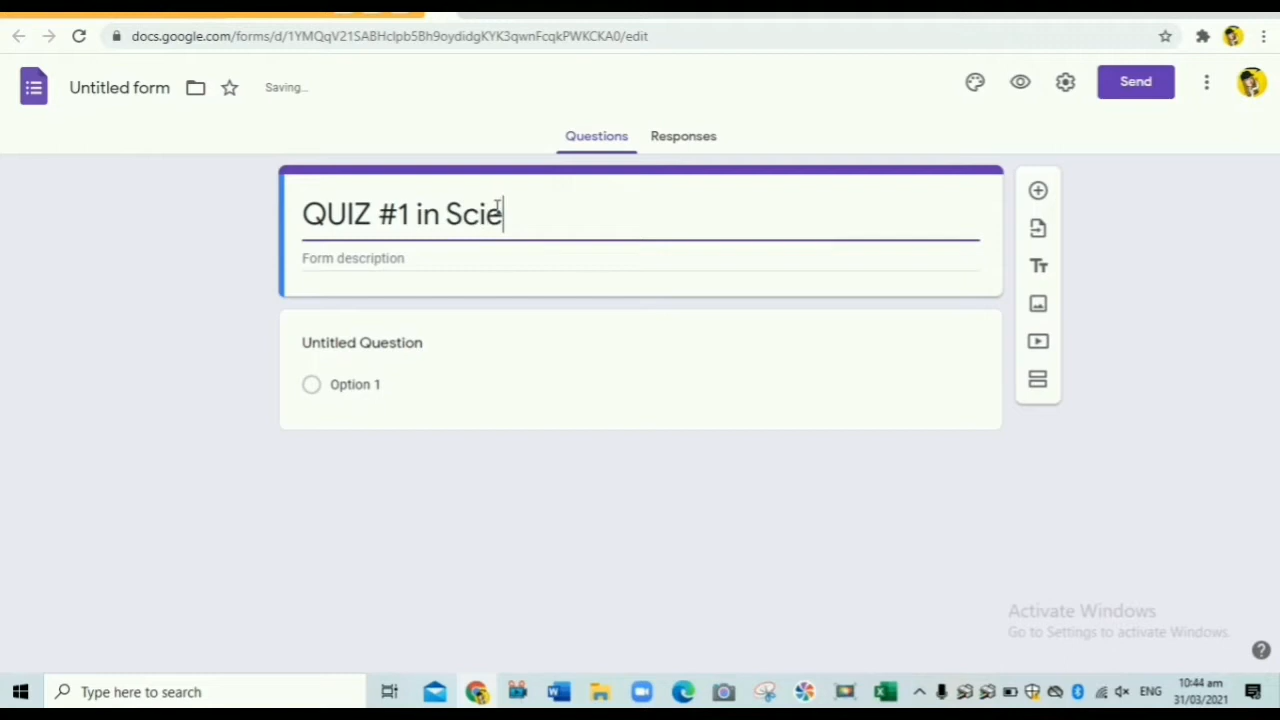 docs.google.com/forms/d/1YMQqV21SABHclpb5Bh9oydidgKYK3qwnFcqkPWKCKA0/edit
Untitled form Saving... Send
Questions Responses
QUIZ #1 in Scie
Form description
Untitled Question
Option 1
Activate Windows
Go to Settings to activate Windows.
Type here to search ENG 10:44 am
31/03/2021